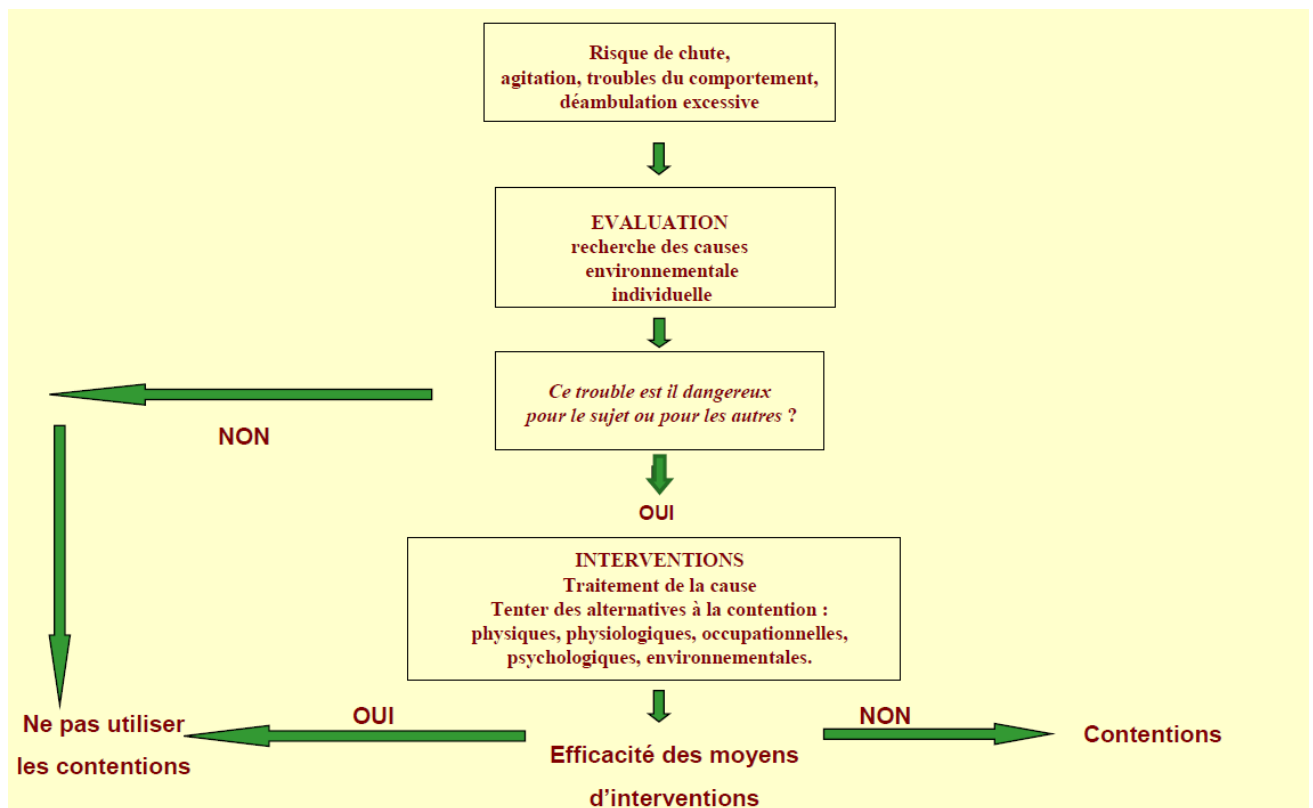 Risque de chute,
agitation, troubles du comportement,
déambulation excessive
EVALUATION
recherche des causes
environnementale
individuelle
Ce trouble est il dangereux
pour le sujet ou pour les autres ?
NON
OUI
INTERVENTIONS
Traitement de la cause
Tenter des alternatives à la contention :
physiques, physiologiques, occupationnelles,
psychologiques, environnementales.
Ne pas utiliser
les contentions
OUI
Efficacité des moyens
d'interventions
NON
Contentions